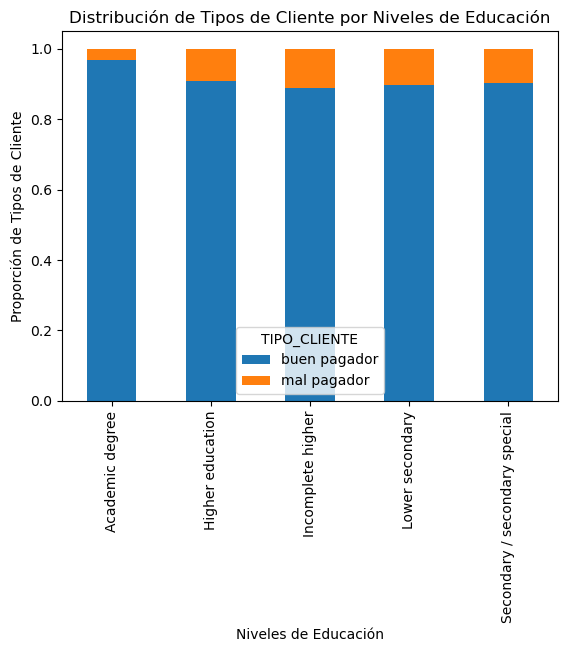 Distribución de Tipos de Cliente por Niveles de Educación
Proporción de Tipos de Cliente
1.0
0.8
0.6
0.4
0.2
0.0
TIPO_CLIENTE
buen pagador
mal pagador
Academic degree
Higher education
Incomplete higher
Lower secondary
Secondary / secondary special
Niveles de Educación